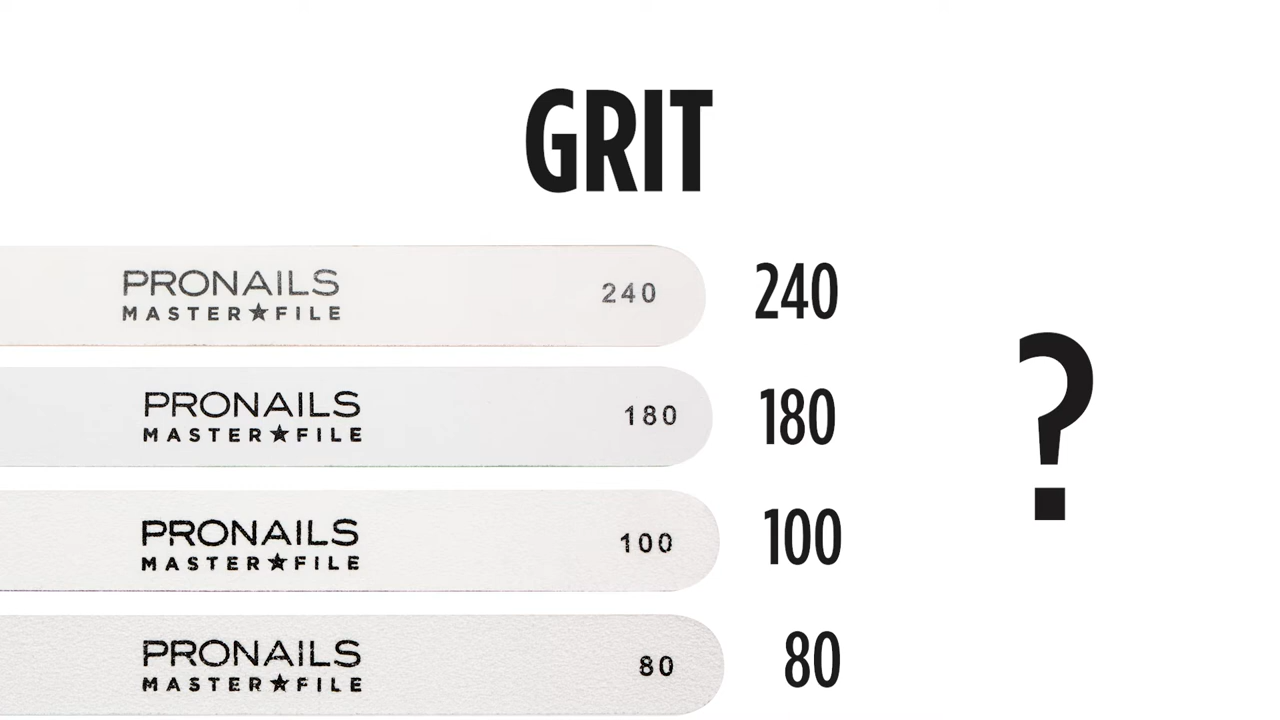 GRIT
PRONAILS
MASTER★FILE
240
240
PRONAILS
MASTER★FILE
180
180
PRONAILS
MASTER★FILE
100
100
PRONAILS
MASTER★FILE
80
80
?